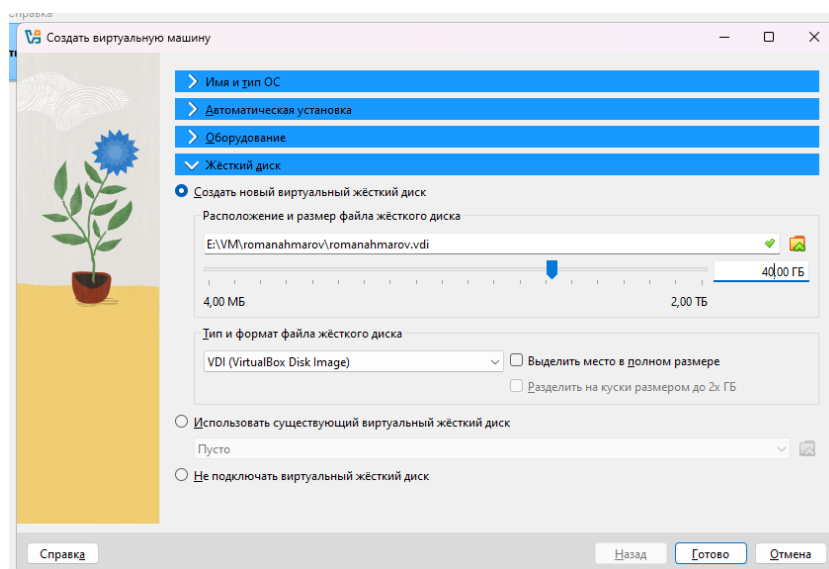 Справка
Создать виртуальную машину
Имя и тип ОС
Автоматическая установка
Оборудование
Жёсткий диск
Создать новый виртуальный жёсткий диск
Расположение и размер файла жёсткого диска
E:\VM\romanahmarov\romanahmarov.vdi
40,00 ГБ
4,00 МБ 2,00 ТБ
Тип и формат файла жёсткого диска
VDI (VirtualBox Disk Image) Выделить место в полном размере
Разделить на куски размером до 2х ГБ
Использовать существующий виртуальный жёсткий диск
Пусто
Не подключать виртуальный жёсткий диск
Справка Назад Готово Отмена